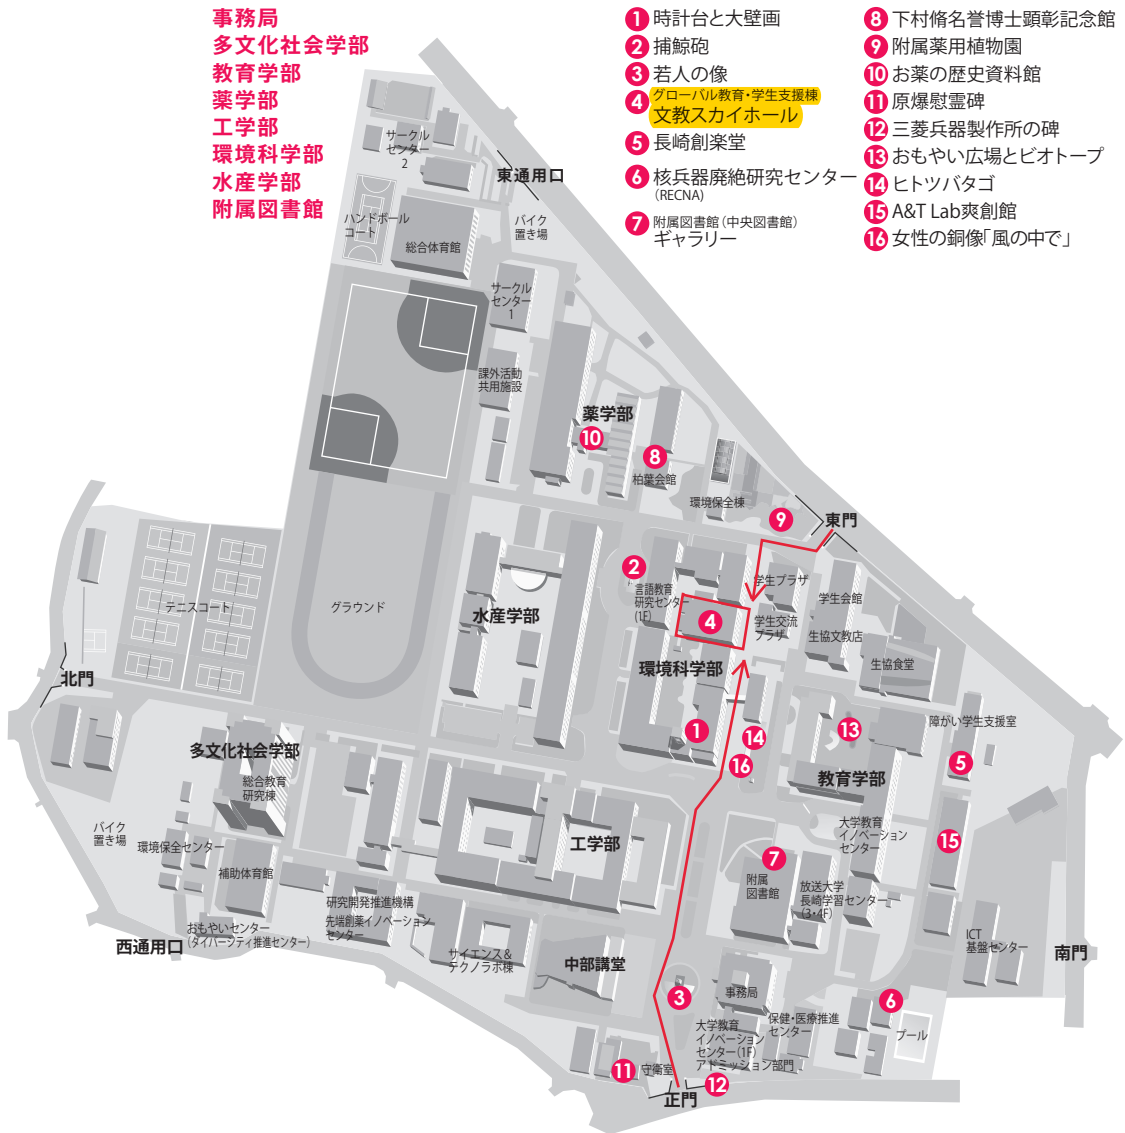 事務局
多文化社会学部
教育学部
薬学部
工学部
環境科学部
水産学部
附属図書館
1 時計台と大壁画
2 捕鯨砲
3 若人の像
グローバル教育・学生支援棟
4 文教スカイホール
5 長崎創楽堂
6 核兵器廃絶研究センター
(RECNA)
附属図書館(中央図書館)
7 ギャラリー
8 下村脩名誉博士顕彰記念館
9 附属薬用植物園
10 お薬の歴史資料館
11 原爆慰霊碑
12 三菱兵器製作所の碑
13 おもやい広場とビオトープ
14 ヒトツバタゴ
15 A&T Lab爽創館
16 女性の銅像「風の中で」
サークル
センター
2
東通用口
バイク
置き場
ハンドボール
コート
総合体育館
サークル
センター
1
課外活動
共用施設
薬学部
10
8
柏葉会館
環境保全棟
9
東門
2
言語教育
研究センター
(1F)
学生プラザ
学生会館
4
学生交流
プラザ
生協文教店
生協食堂
水産学部
環境科学部
テニスコート
グラウンド
北門
1
14
16
13
障がい学生支援室
5
教育学部
多文化社会学部
総合教育
研究棟
バイク
置き場
環境保全センター
補助体育館
工学部
大学教育
イノベーション
センター
15
7
附属
図書館
放送大学
長崎学習センター
(3・4F)
研究開発推進機構
先端創薬イノベーション
センター
おもやいセンター
(ダイバーシティ推進センター)
西通用口
サイエンス&
テクノラボ棟
中部講堂
ICT
基盤センター
南門
3
事務局
6
プール
大学教育
イノベーション
センター(1F)
アドミッション部門
保健・医療推進
センター
11
守衛室
12
正門